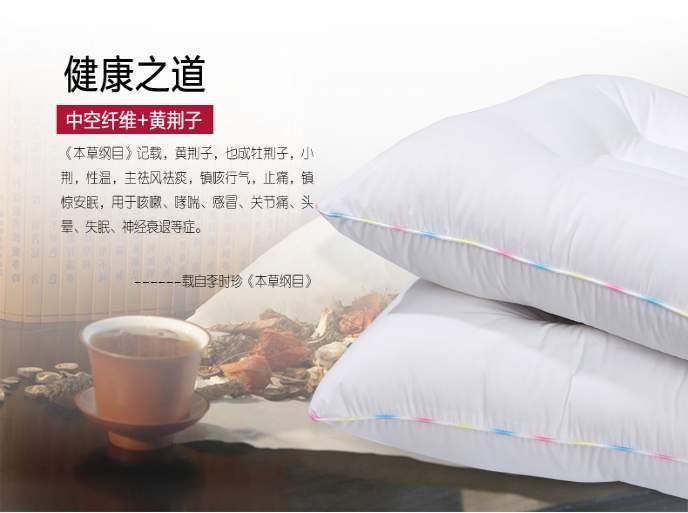 健康之道
中空纤维+黄荆子
《本草纲目》记载，黄荆子，也成牡荆子，小
荆，性温，主祛风祛痰，镇咳行气，止痛，镇
惊安眠，用于咳嗽、哮喘、感冒、关节痛、头
晕、失眠、神经衰退等症。
------载自李时珍《本草纲目》